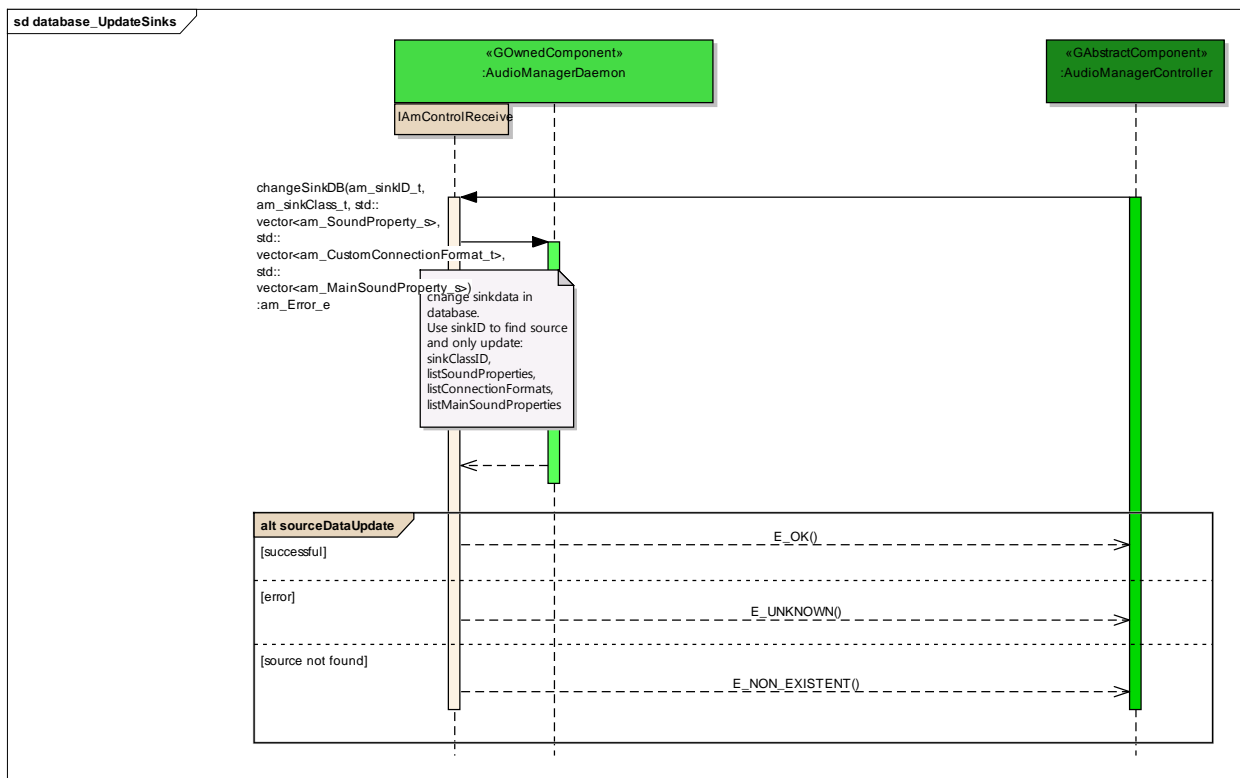 sd database_UpdateSinks
«GOwnedComponent»
:AudioManagerDaemon
«GAbstractComponent»
:AudioManagerController
IAmControlReceive
changeSinkDB(am_sinkID_t,
am_sinkClass_t, std::
vector<am_SoundProperty_s>,
std::
vector<am_CustomConnectionFormat_t>,
std::
vector<am_MainSoundProperty_s>)
:am_Error_e
change sinkdata in
database.
Use sinkID to find source
and only update:
sinkClassID,
listSoundProperties,
listConnectionFormats,
listMainSoundProperties
alt sourceDataUpdate
[successful]
E_OK()
[error]
E_UNKNOWN()
[source not found]
E_NON_EXISTENT()